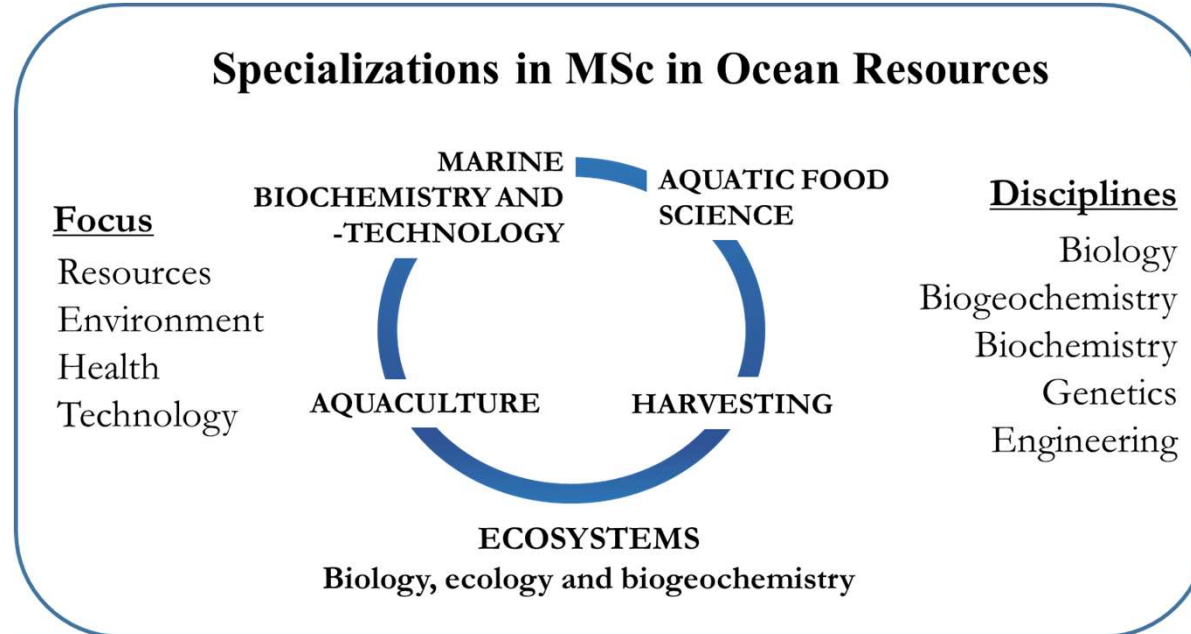 Specializations in MSc in Ocean Resources
MARINE
BIOCHEMISTRY AND
-TECHNOLOGY
AQUATIC FOOD
SCIENCE
Focus
Resources
Environment
Health
Technology
Disciplines
Biology
Biogeochemistry
Biochemistry
Genetics
Engineering
AQUACULTURE
HARVESTING
ECOSYSTEMS
Biology, ecology and biogeochemistry